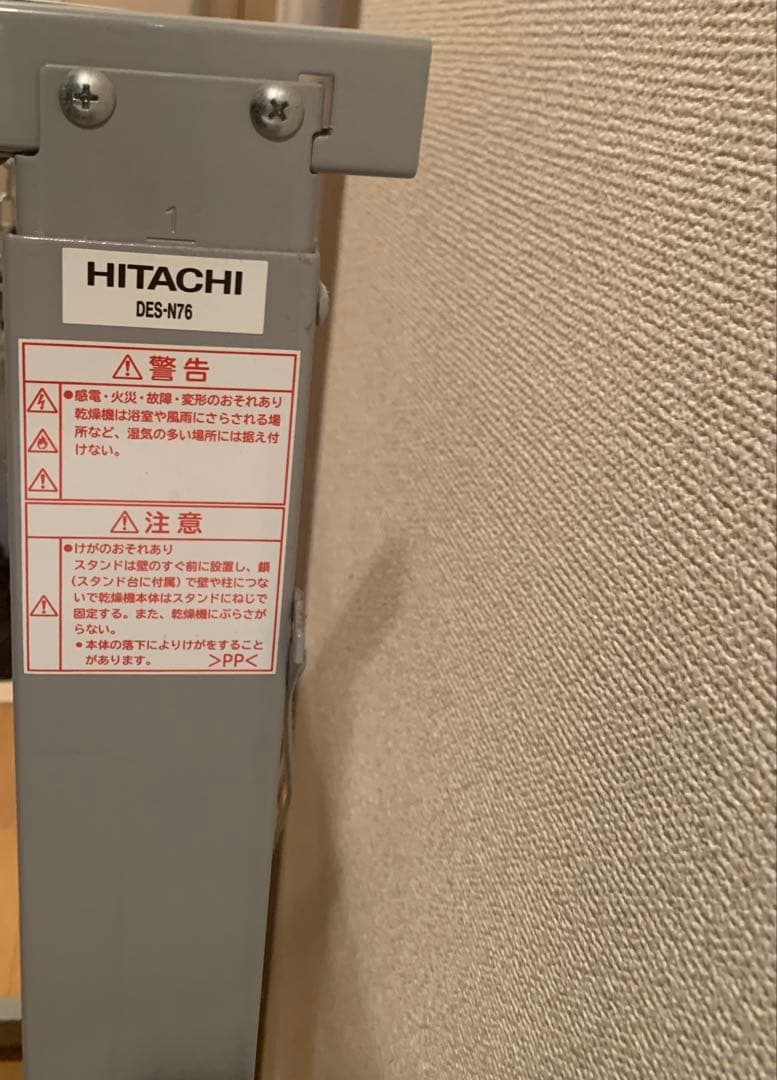 1
HITACHI
DES-N76
警告
●感電・火災・故障・変形のおそれあり
乾燥機は浴室や風雨にさらされる場
所など、湿気の多い場所には据え付
けない。
注意
●けがのおそれあり
スタンドは壁のすぐ前に設置し、鎖
(スタンド台に付属)で壁や柱につな
いで乾燥機本体はスタンドにねじで
固定する。また、乾燥機にぶらさが
らない。
●本体の落下によりけがをすること
があります。 >PP<